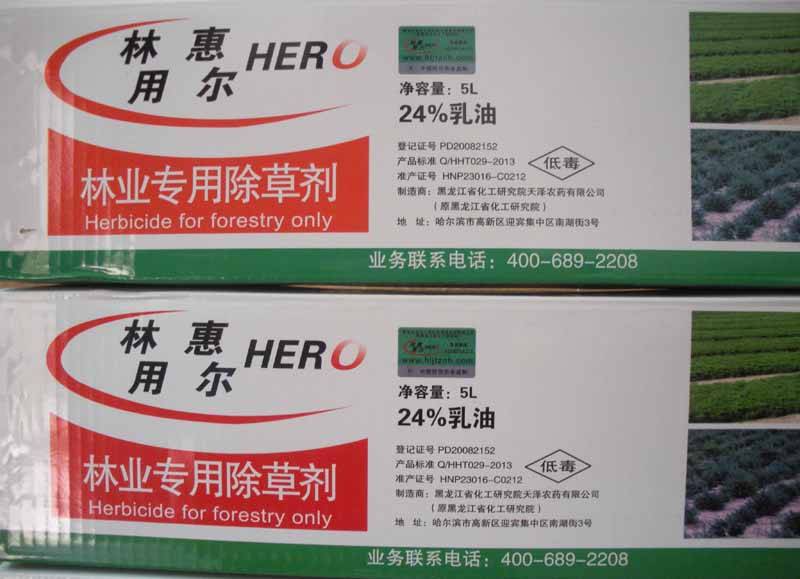 林 惠
用 尔 HERO
林业专用除草剂
Herbicide for forestry only
HERO
www.hljtznh.com
净容量：5L
24%乳油
登记证号 PD20082152
产品标准 Q/HHT029-2013
准产证号 HNP23016-C0212
低毒
制造商：黑龙江省化工研究院天泽农药有限公司
（原黑龙江省化工研究院）
地 址：哈尔滨市高新区迎宾集中区南湖街3号
业务联系电话：400-689-2208
林 惠
用 尔 HERO
林业专用除草剂
Herbicide for forestry only
HERO
www.hljtznh.com
净容量：5L
24%乳油
登记证号 PD20082152
产品标准 Q/HHT029-2013
准产证号 HNP23016-C0212
低毒
制造商：黑龙江省化工研究院天泽农药有限公司
（原黑龙江省化工研究院）
地 址：哈尔滨市高新区迎宾集中区南湖街3号
业务联系电话：400-689-2208